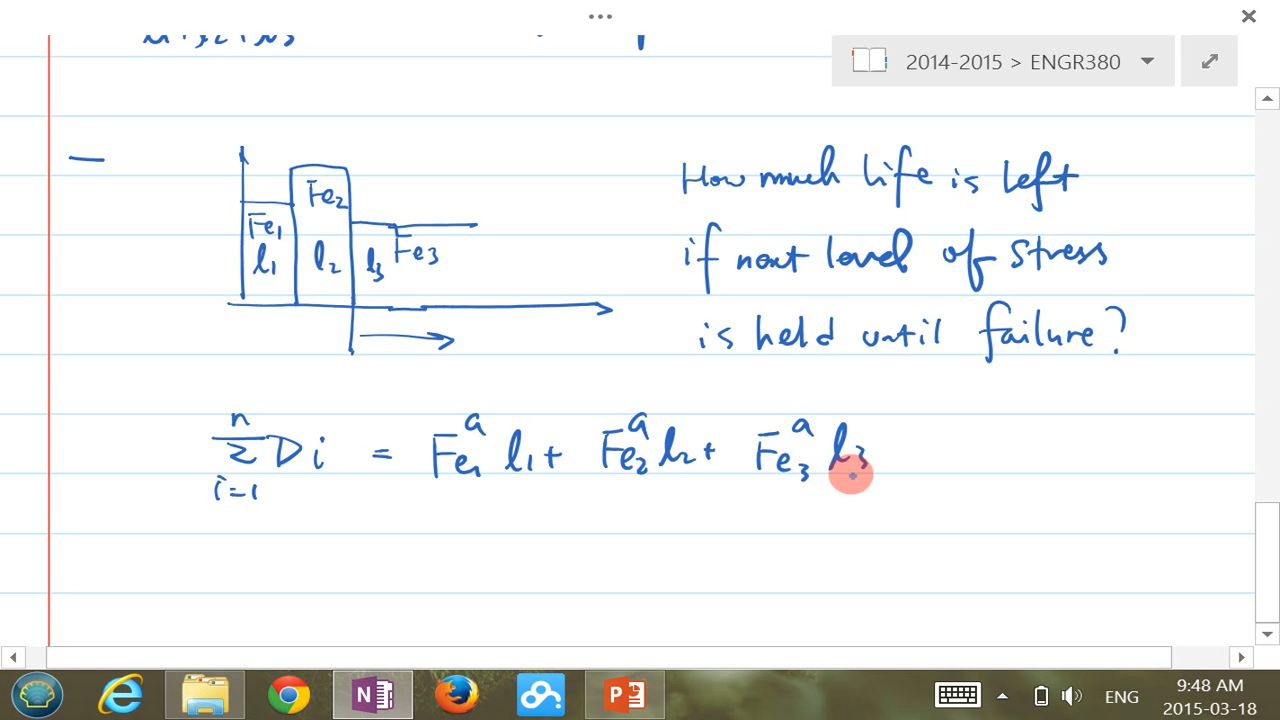 2014-2015 > ENGR380
How much life is left
if next level of stress
is held until failure?
Fe2
Fe1
l1 l2 l3 Fe3
n
Σ Di = Fe1^a l1 + Fe2^a l2 + Fe3^a l3
i=1
ENG
9:48 AM
2015-03-18